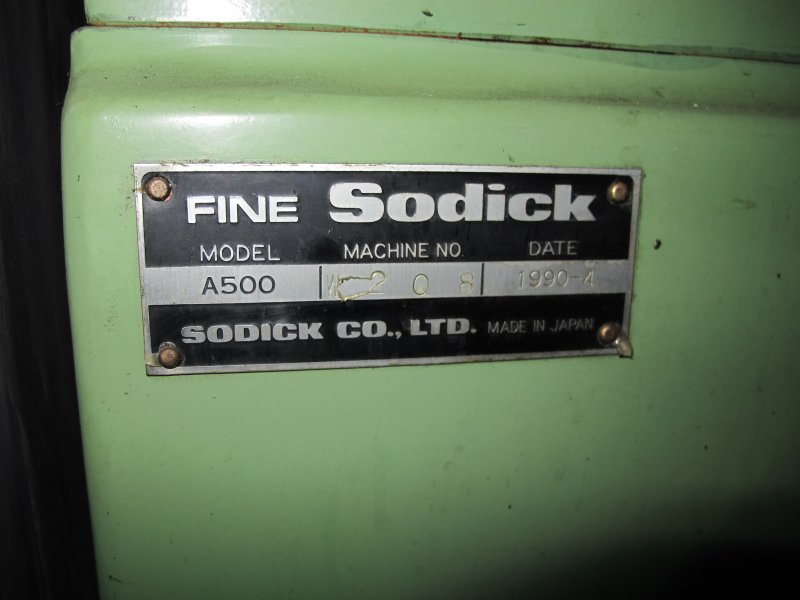 FINE Sodick
MODEL MACHINE NO. DATE
A500 208 1990-4
SODICK CO., LTD. MADE IN JAPAN